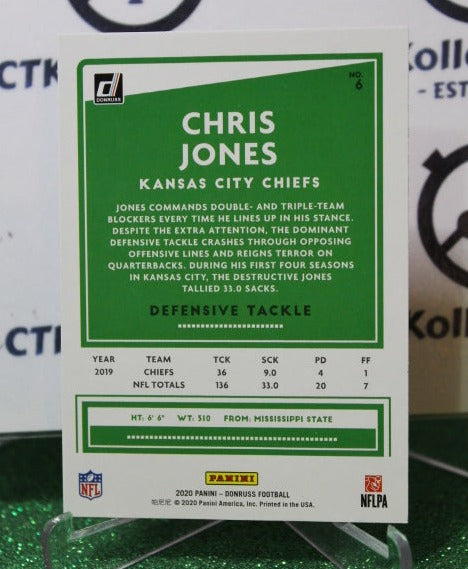 CTK
Kolle
- EST
DONRUSS
NO.
6
CHRIS
JONES
KANSAS CITY CHIEFS
JONES COMMANDS DOUBLE- AND TRIPLE-TEAM
BLOCKERS EVERY TIME HE LINES UP IN HIS STANCE.
DESPITE THE EXTRA ATTENTION, THE DOMINANT
DEFENSIVE TACKLE CRASHES THROUGH OPPOSING
OFFENSIVE LINES AND REIGNS TERROR ON
QUARTERBACKS. DURING HIS FIRST FOUR SEASONS
IN KANSAS CITY, THE DESTRUCTIVE JONES
TALLIED 33.0 SACKS.
DEFENSIVE TACKLE
YEAR TEAM TCK SCK PD FF
2019 CHIEFS 36 9.0 4 1
NFL TOTALS 136 33.0 20 7
HT: 6' 6" WT: 310 FROM: MISSISSIPPI STATE
NFL
PANINI
NFLPA
2020 PANINI – DONRUSS FOOTBALL
帕尼尼 © 2020 Panini America, Inc. Printed in the USA.
Koll